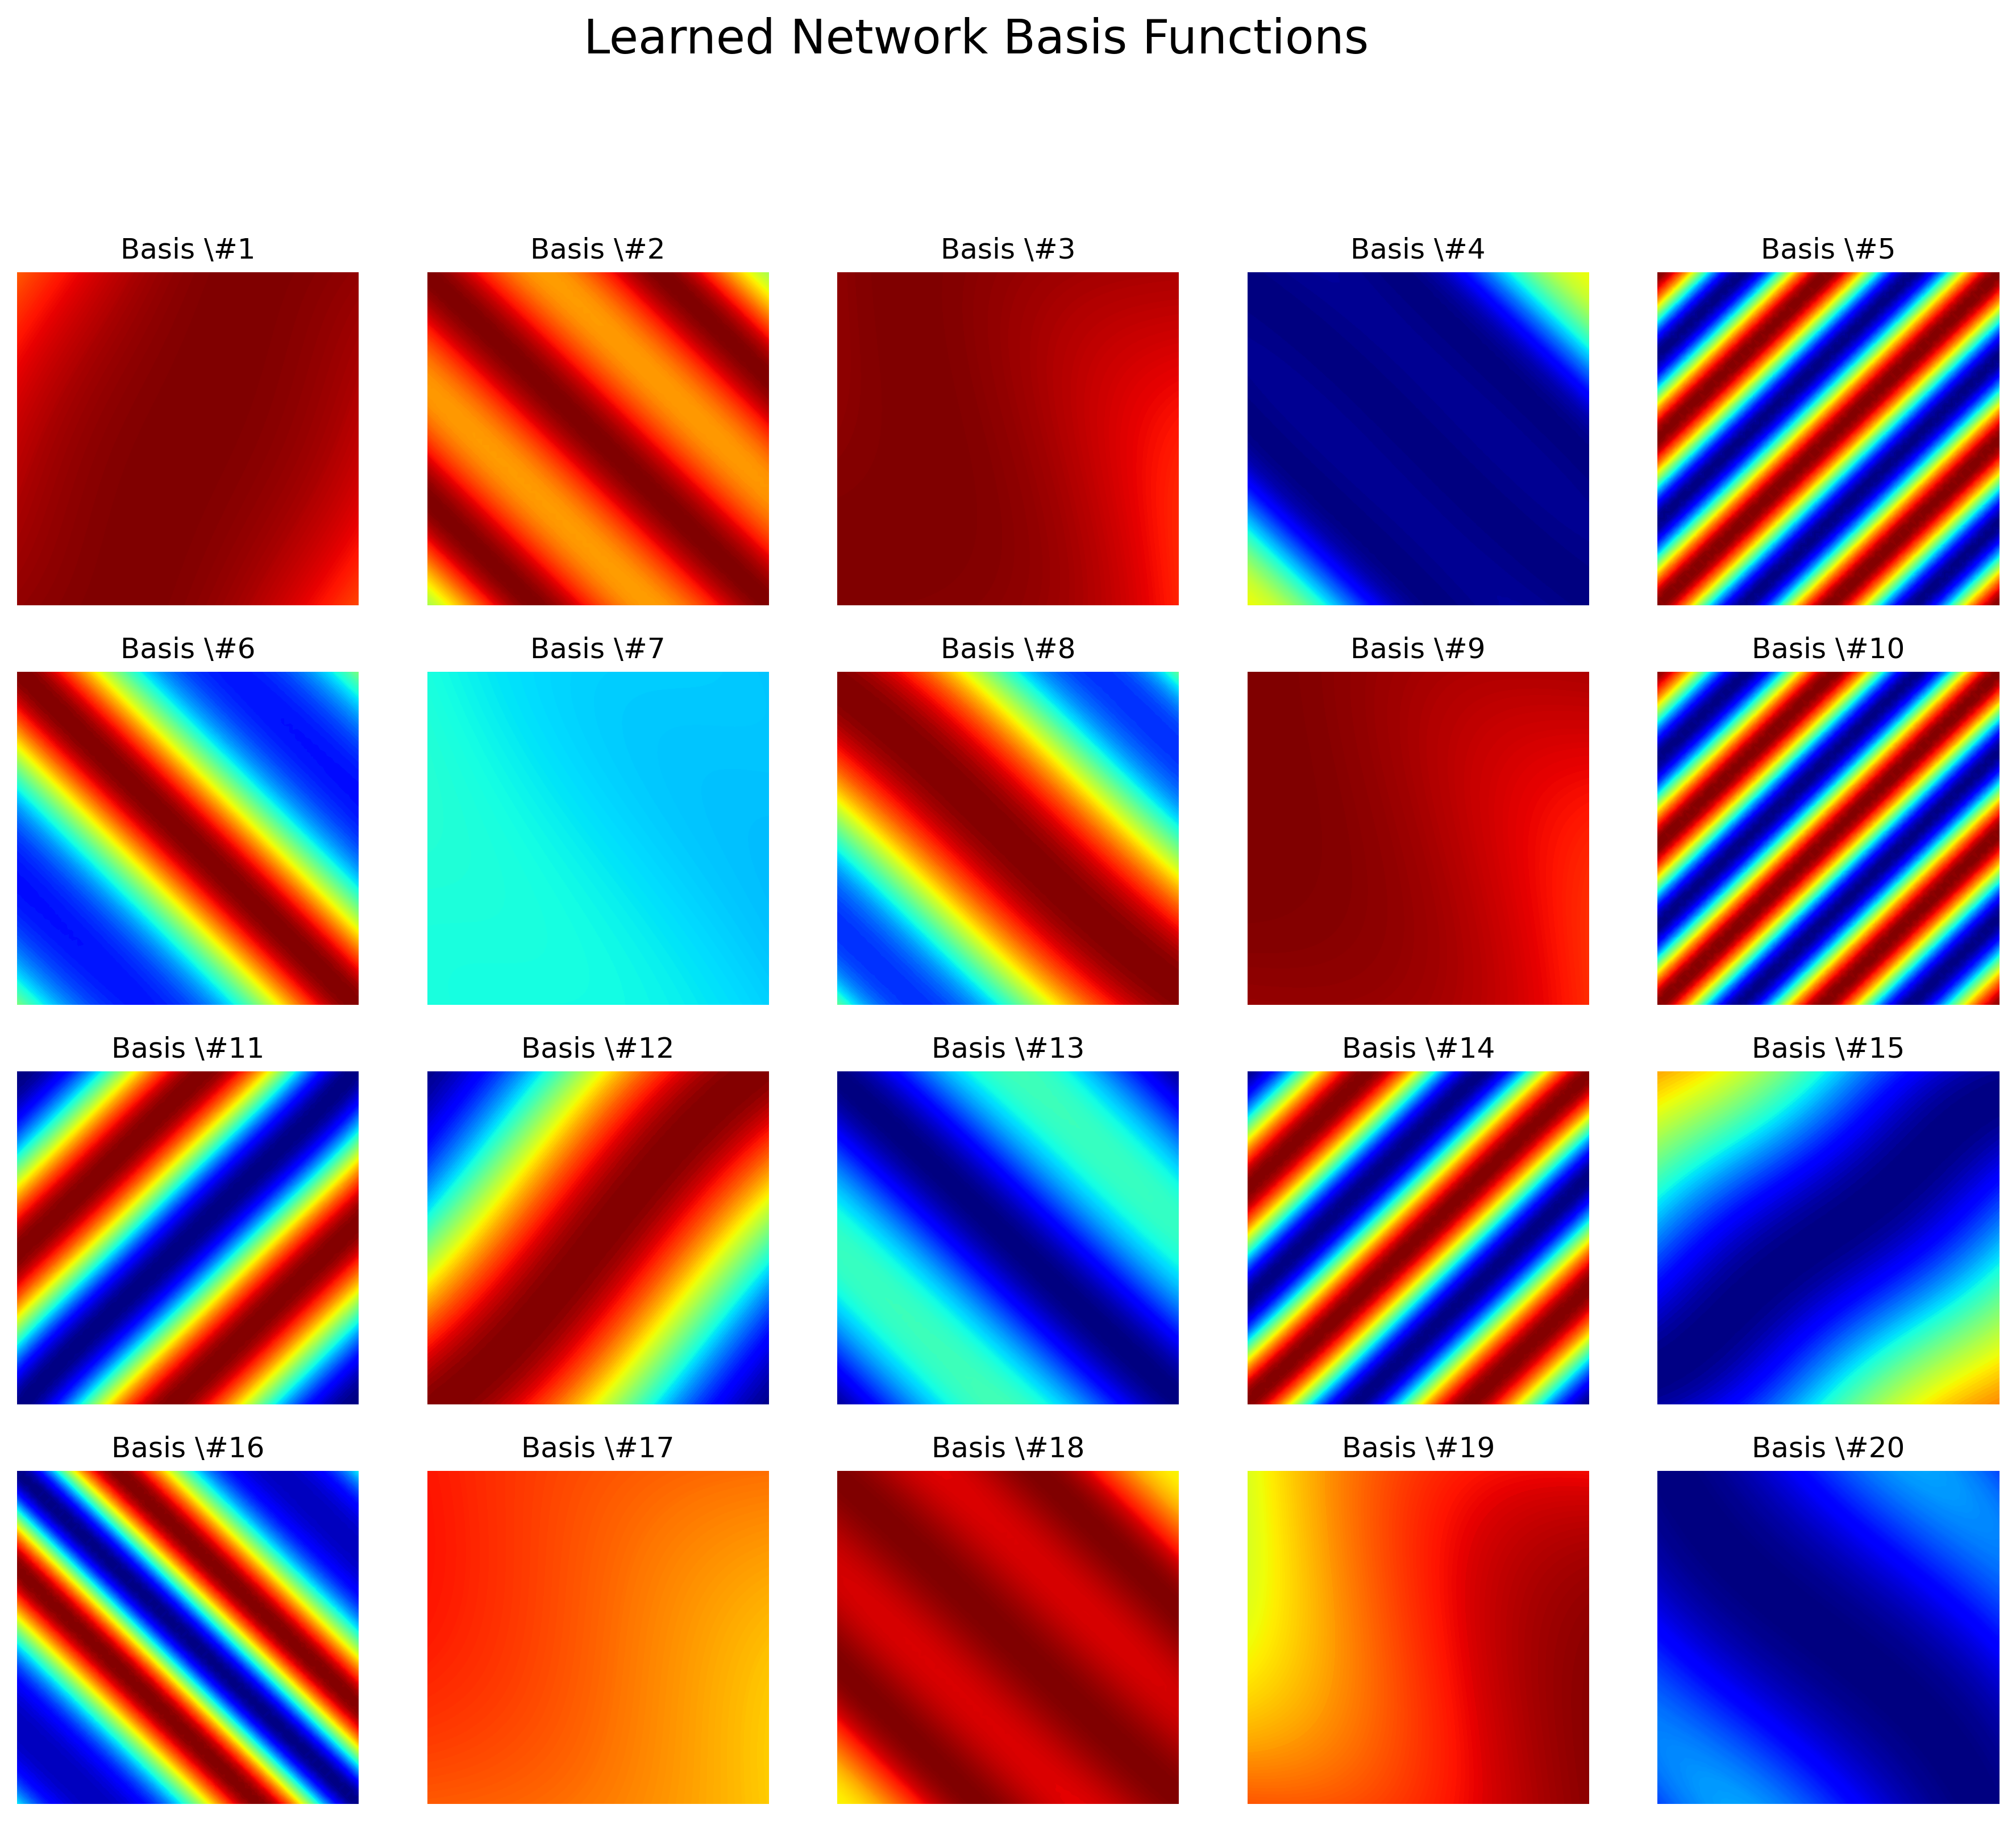 Learned Network Basis Functions
Basis \#1
Basis \#2
Basis \#3
Basis \#4
Basis \#5
Basis \#6
Basis \#7
Basis \#8
Basis \#9
Basis \#10
Basis \#11
Basis \#12
Basis \#13
Basis \#14
Basis \#15
Basis \#16
Basis \#17
Basis \#18
Basis \#19
Basis \#20